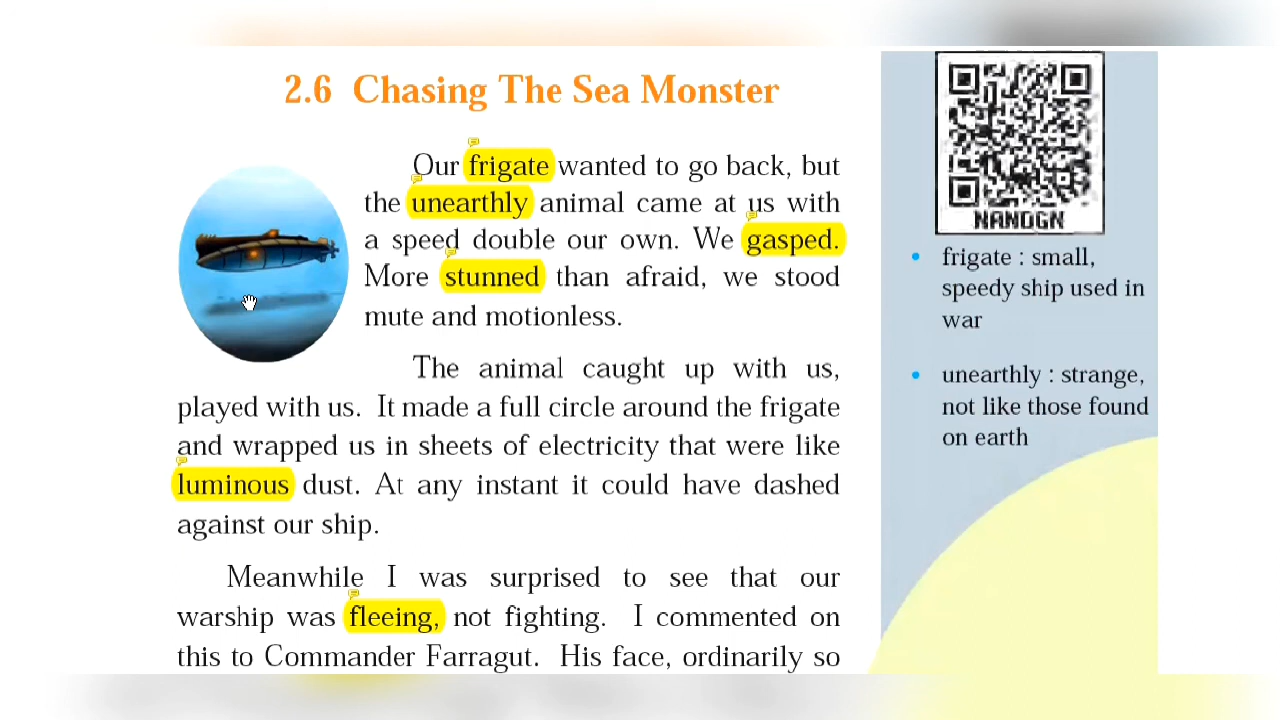 2.6 Chasing The Sea Monster
Our frigate wanted to go back, but
the unearthly animal came at us with
a speed double our own. We gasped.
More stunned than afraid, we stood
mute and motionless.
The animal caught up with us,
played with us. It made a full circle around the frigate
and wrapped us in sheets of electricity that were like
luminous dust. At any instant it could have dashed
against our ship.
Meanwhile I was surprised to see that our
warship was fleeing, not fighting. I commented on
this to Commander Farragut. His face, ordinarily so
NANDGN
• frigate : small,
speedy ship used in
war
• unearthly : strange,
not like those found
on earth